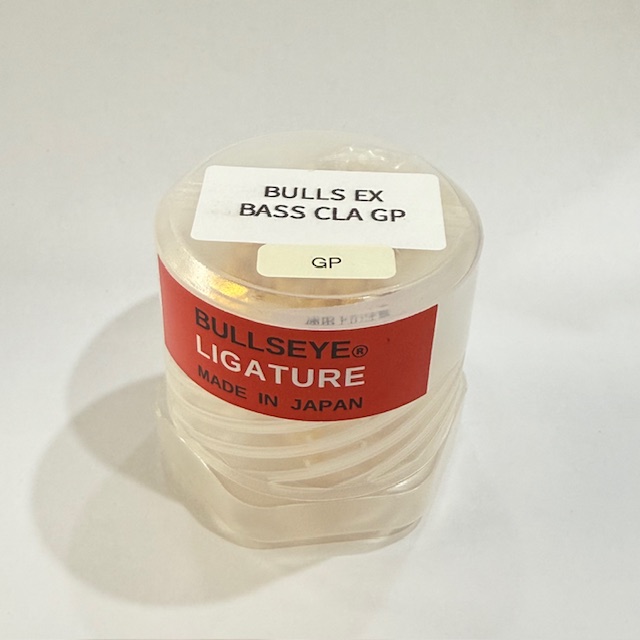 BULLS EX
BASS CLA GP
GP
BULLSEYE®
LIGATURE
MADE IN JAPAN